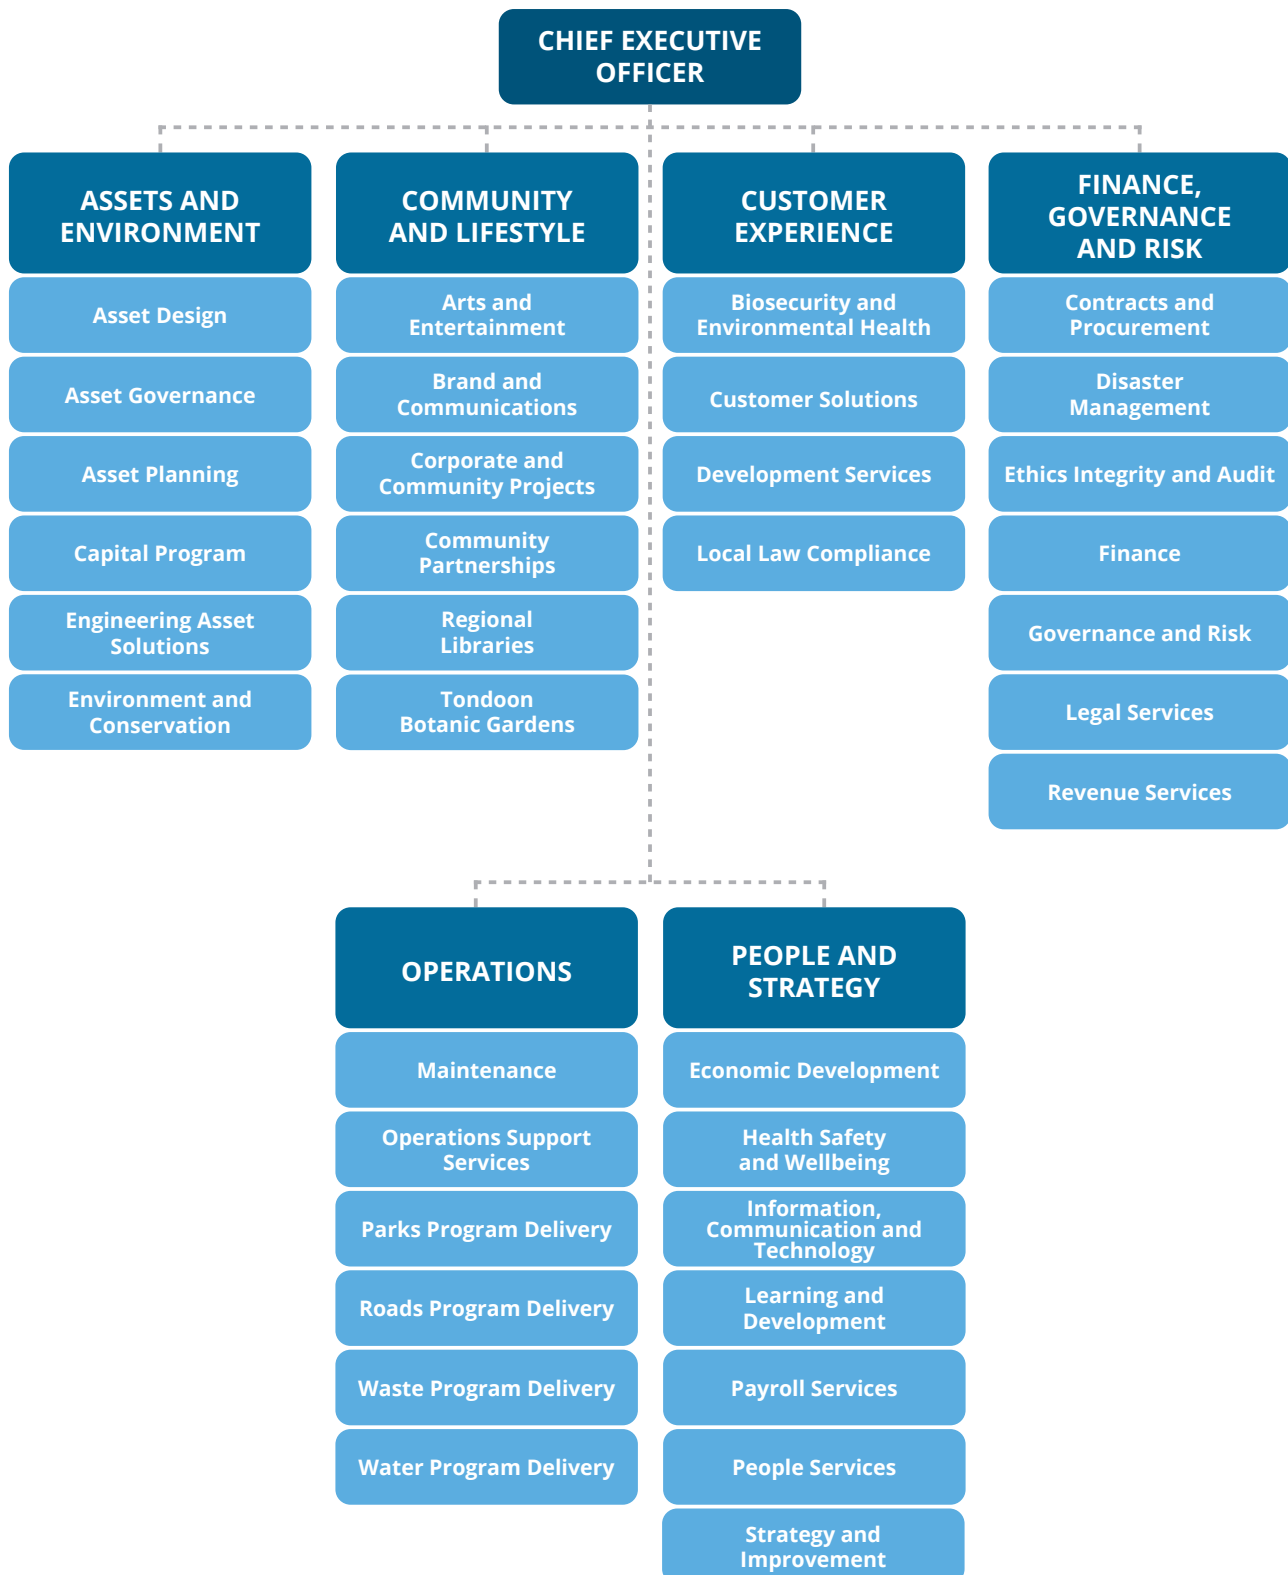 CHIEF EXECUTIVE
OFFICER
ASSETS AND
ENVIRONMENT
Asset Design
Asset Governance
Asset Planning
Capital Program
Engineering Asset
Solutions
Environment and
Conservation
COMMUNITY
AND LIFESTYLE
Arts and
Entertainment
Brand and
Communications
Corporate and
Community Projects
Community
Partnerships
Regional
Libraries
Tondoon
Botanic Gardens
CUSTOMER
EXPERIENCE
Biosecurity and
Environmental Health
Customer Solutions
Development Services
Local Law Compliance
FINANCE,
GOVERNANCE
AND RISK
Contracts and
Procurement
Disaster
Management
Ethics Integrity and Audit
Finance
Governance and Risk
Legal Services
Revenue Services
OPERATIONS
Maintenance
Operations Support
Services
Parks Program Delivery
Roads Program Delivery
Waste Program Delivery
Water Program Delivery
PEOPLE AND
STRATEGY
Economic Development
Health Safety
and Wellbeing
Information,
Communication and
Technology
Learning and
Development
Payroll Services
People Services
Strategy and
Improvement